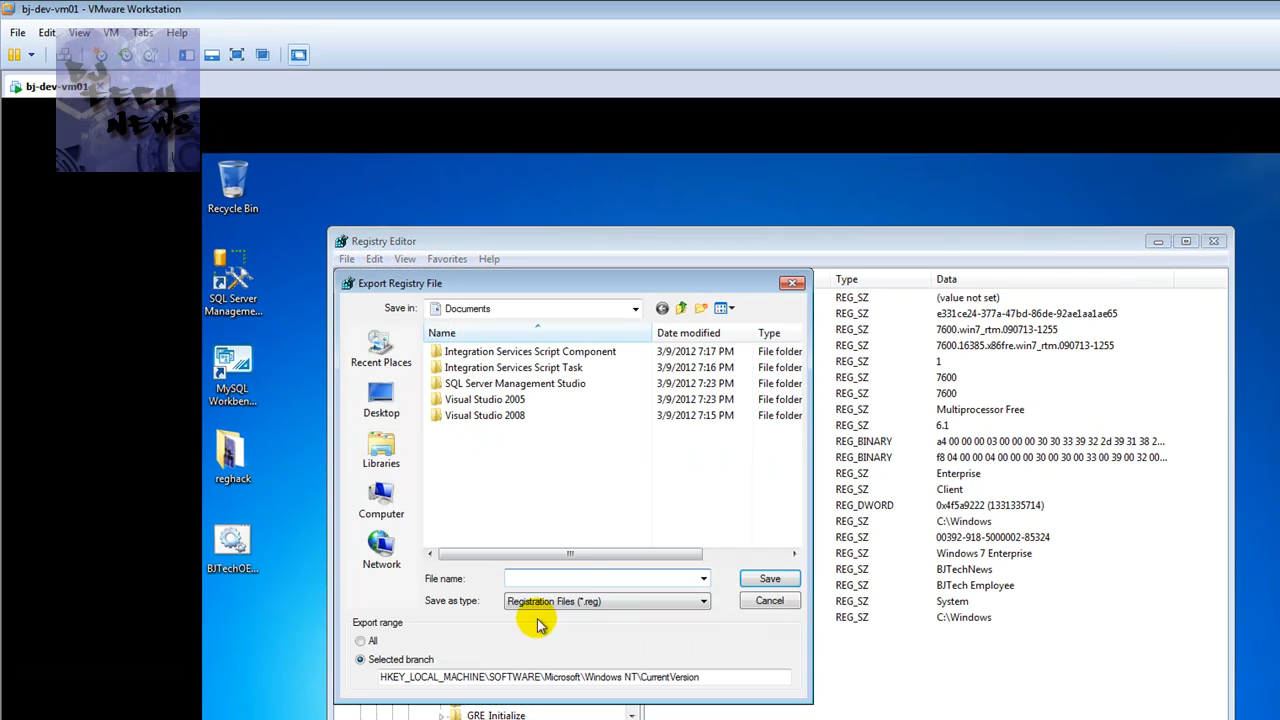 bj-dev-vm01 - VMware Workstation
File Edit View VM Tabs Help
bj-dev-vm01
BJ
TECH
NEWS
Recycle Bin
SQL Server
Manageme...
MySQL
Workben...
reghack
BJTechOE...
Registry Editor
File Edit View Favorites Help
Export Registry File
Save in: Documents
Name Date modified Type
Recent Places
Desktop
Libraries
Computer
Network
Integration Services Script Component 3/9/2012 7:17 PM File folder
Integration Services Script Task 3/9/2012 7:16 PM File folder
SQL Server Management Studio 3/9/2012 7:23 PM File folder
Visual Studio 2005 3/9/2012 7:23 PM File folder
Visual Studio 2008 3/9/2012 7:15 PM File folder
File name: Save
Save as type: Registration Files (*.reg) Cancel
Export range
All
Selected branch
HKEY_LOCAL_MACHINE\SOFTWARE\Microsoft\Windows NT\CurrentVersion
GRE_Initialize
Type Data
REG_SZ (value not set)
REG_SZ e331ce24-377a-47bd-86de-92ae1aa1ae65
REG_SZ 7600.win7_rtm.090713-1255
REG_SZ 7600.16385.x86fre.win7_rtm.090713-1255
REG_SZ 1
REG_SZ 7600
REG_SZ 7600
REG_SZ Multiprocessor Free
REG_SZ 6.1
REG_BINARY a4 00 00 00 03 00 00 00 30 30 33 39 32 2d 39 31 38 2...
REG_BINARY f8 04 00 00 04 00 00 00 30 00 30 00 33 00 39 00 32 00...
REG_SZ Enterprise
REG_SZ Client
REG_DWORD 0x4f5a9222 (1331335714)
REG_SZ C:\Windows
REG_SZ 00392-918-5000002-85324
REG_SZ Windows 7 Enterprise
REG_SZ BJTechNews
REG_SZ BJTech Employee
REG_SZ System
REG_SZ C:\Windows